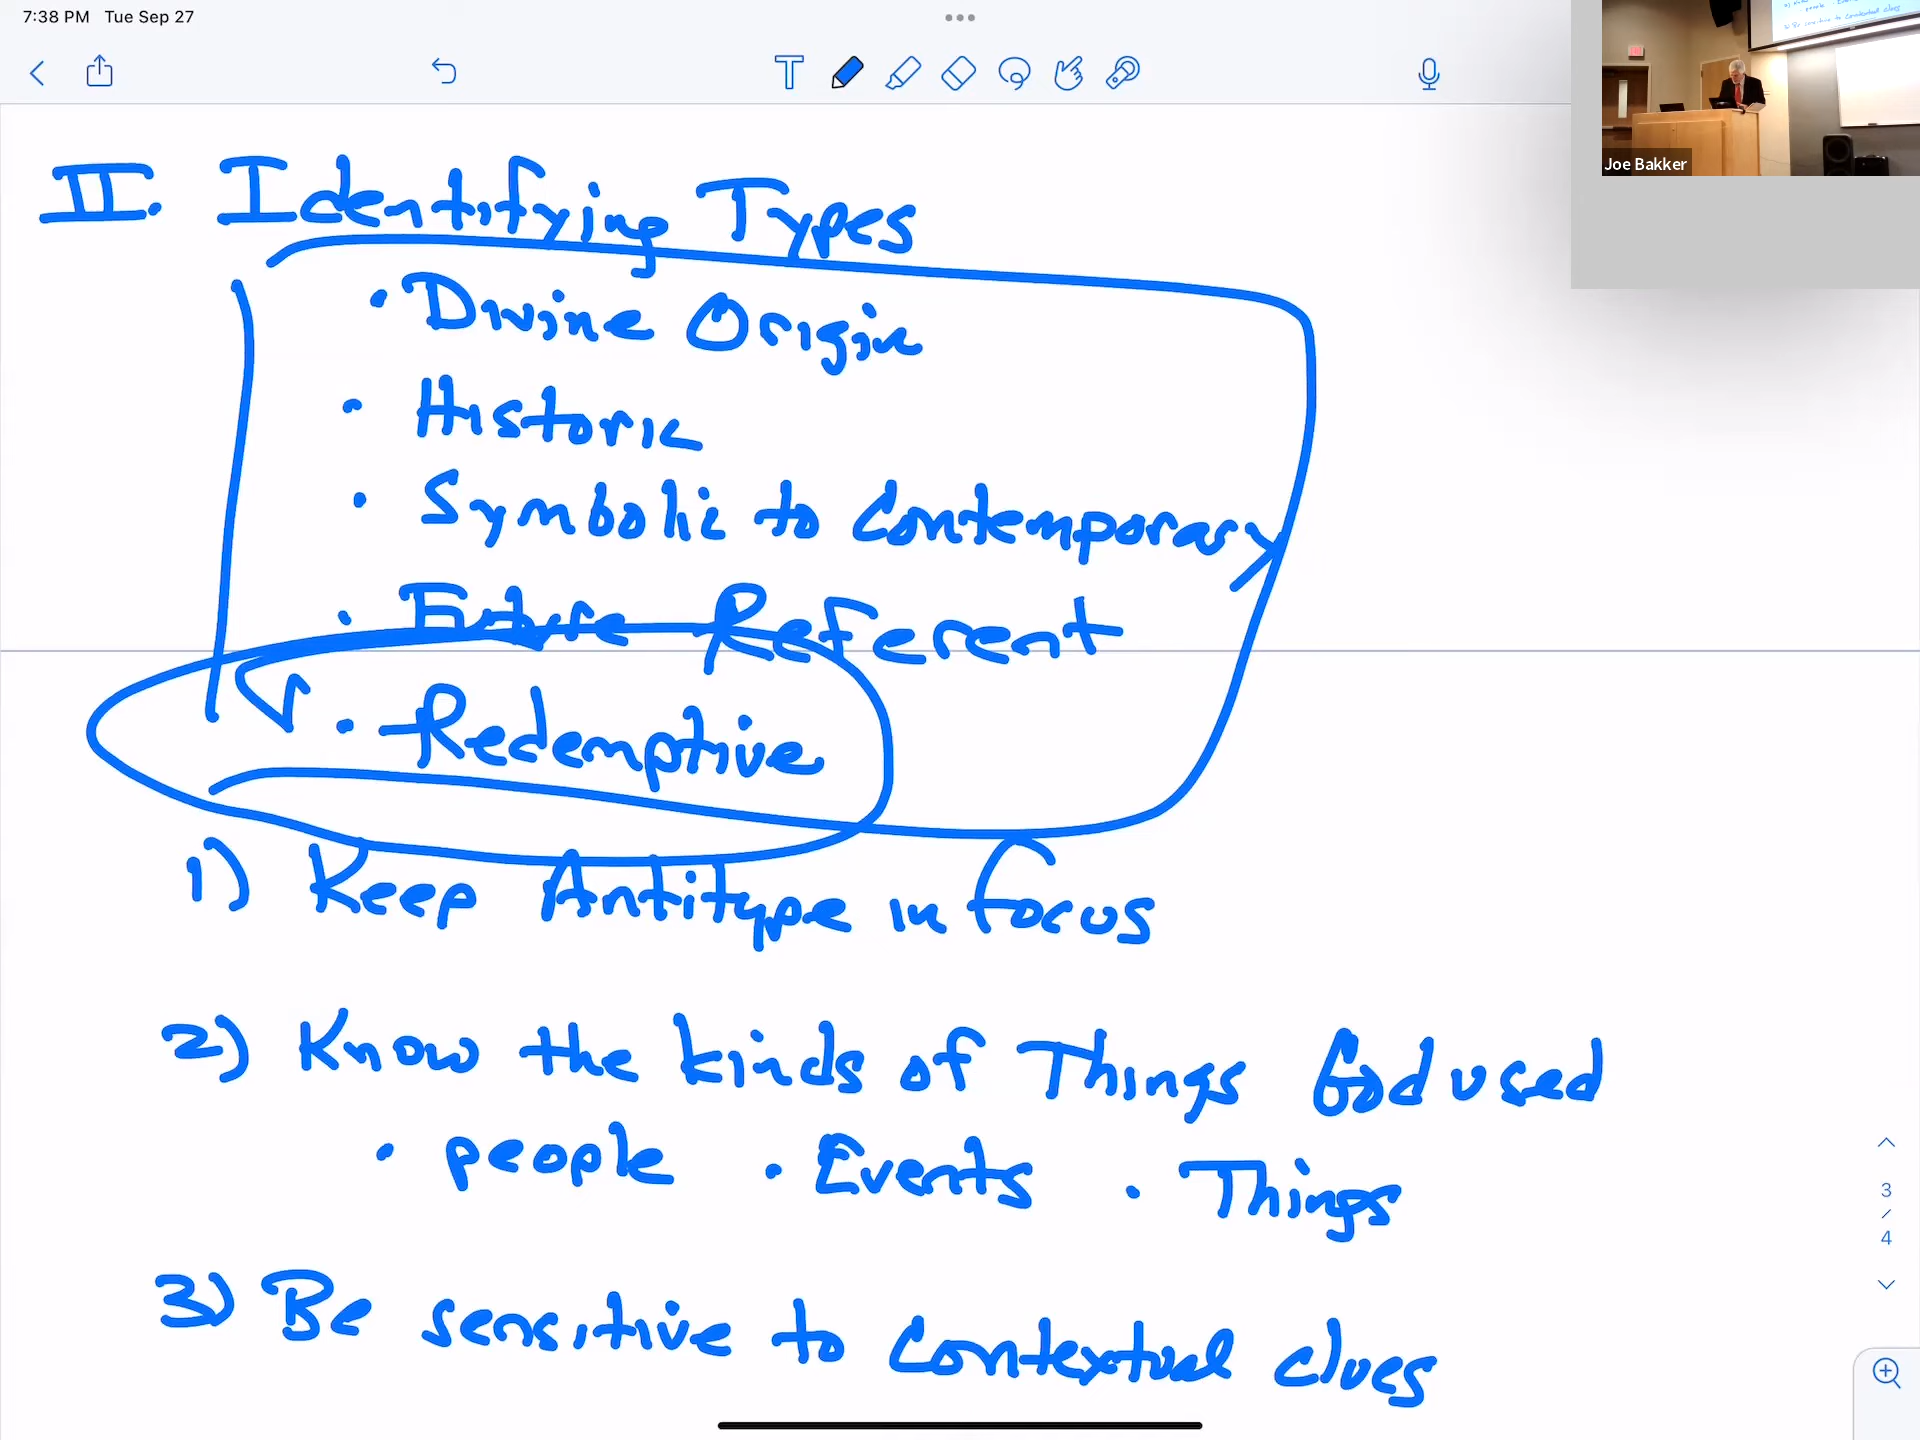 7:38 PM Tue Sep 27
Joe Bakker
II. Identifying Types
• Divine Origin
• Historic
• Symbolic to Contemporary
• Future Referent
• Redemptive
1) Keep Antitype in focus
2) Know the kinds of Things God used
• people • Events • Things
3) Be sensitive to contextual clues
3
/
4